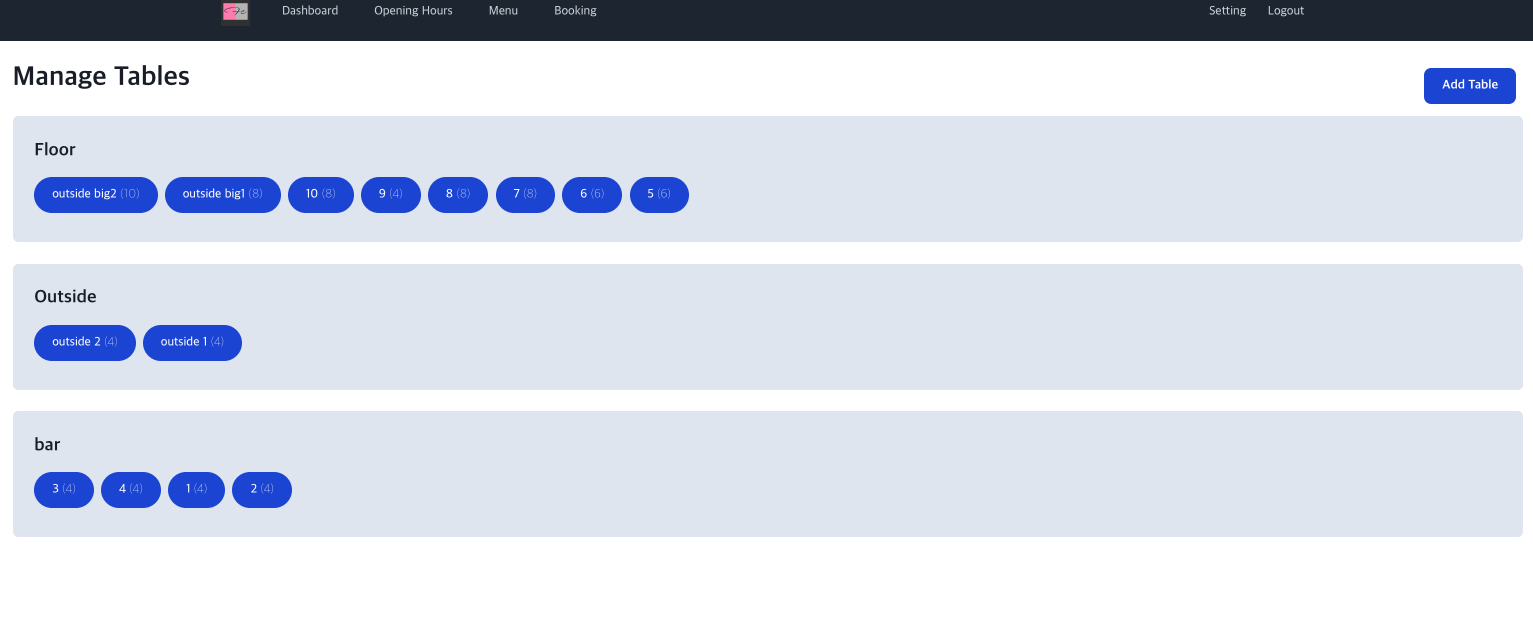 Dashboard Opening Hours Menu Booking Setting Logout
Manage Tables
Add Table
Floor
outside big2 (10) outside big1 (8) 10 (8) 9 (4) 8 (8) 7 (8) 6 (6) 5 (6)
Outside
outside 2 (4) outside 1 (4)
bar
3 (4) 4 (4) 1 (4) 2 (4)